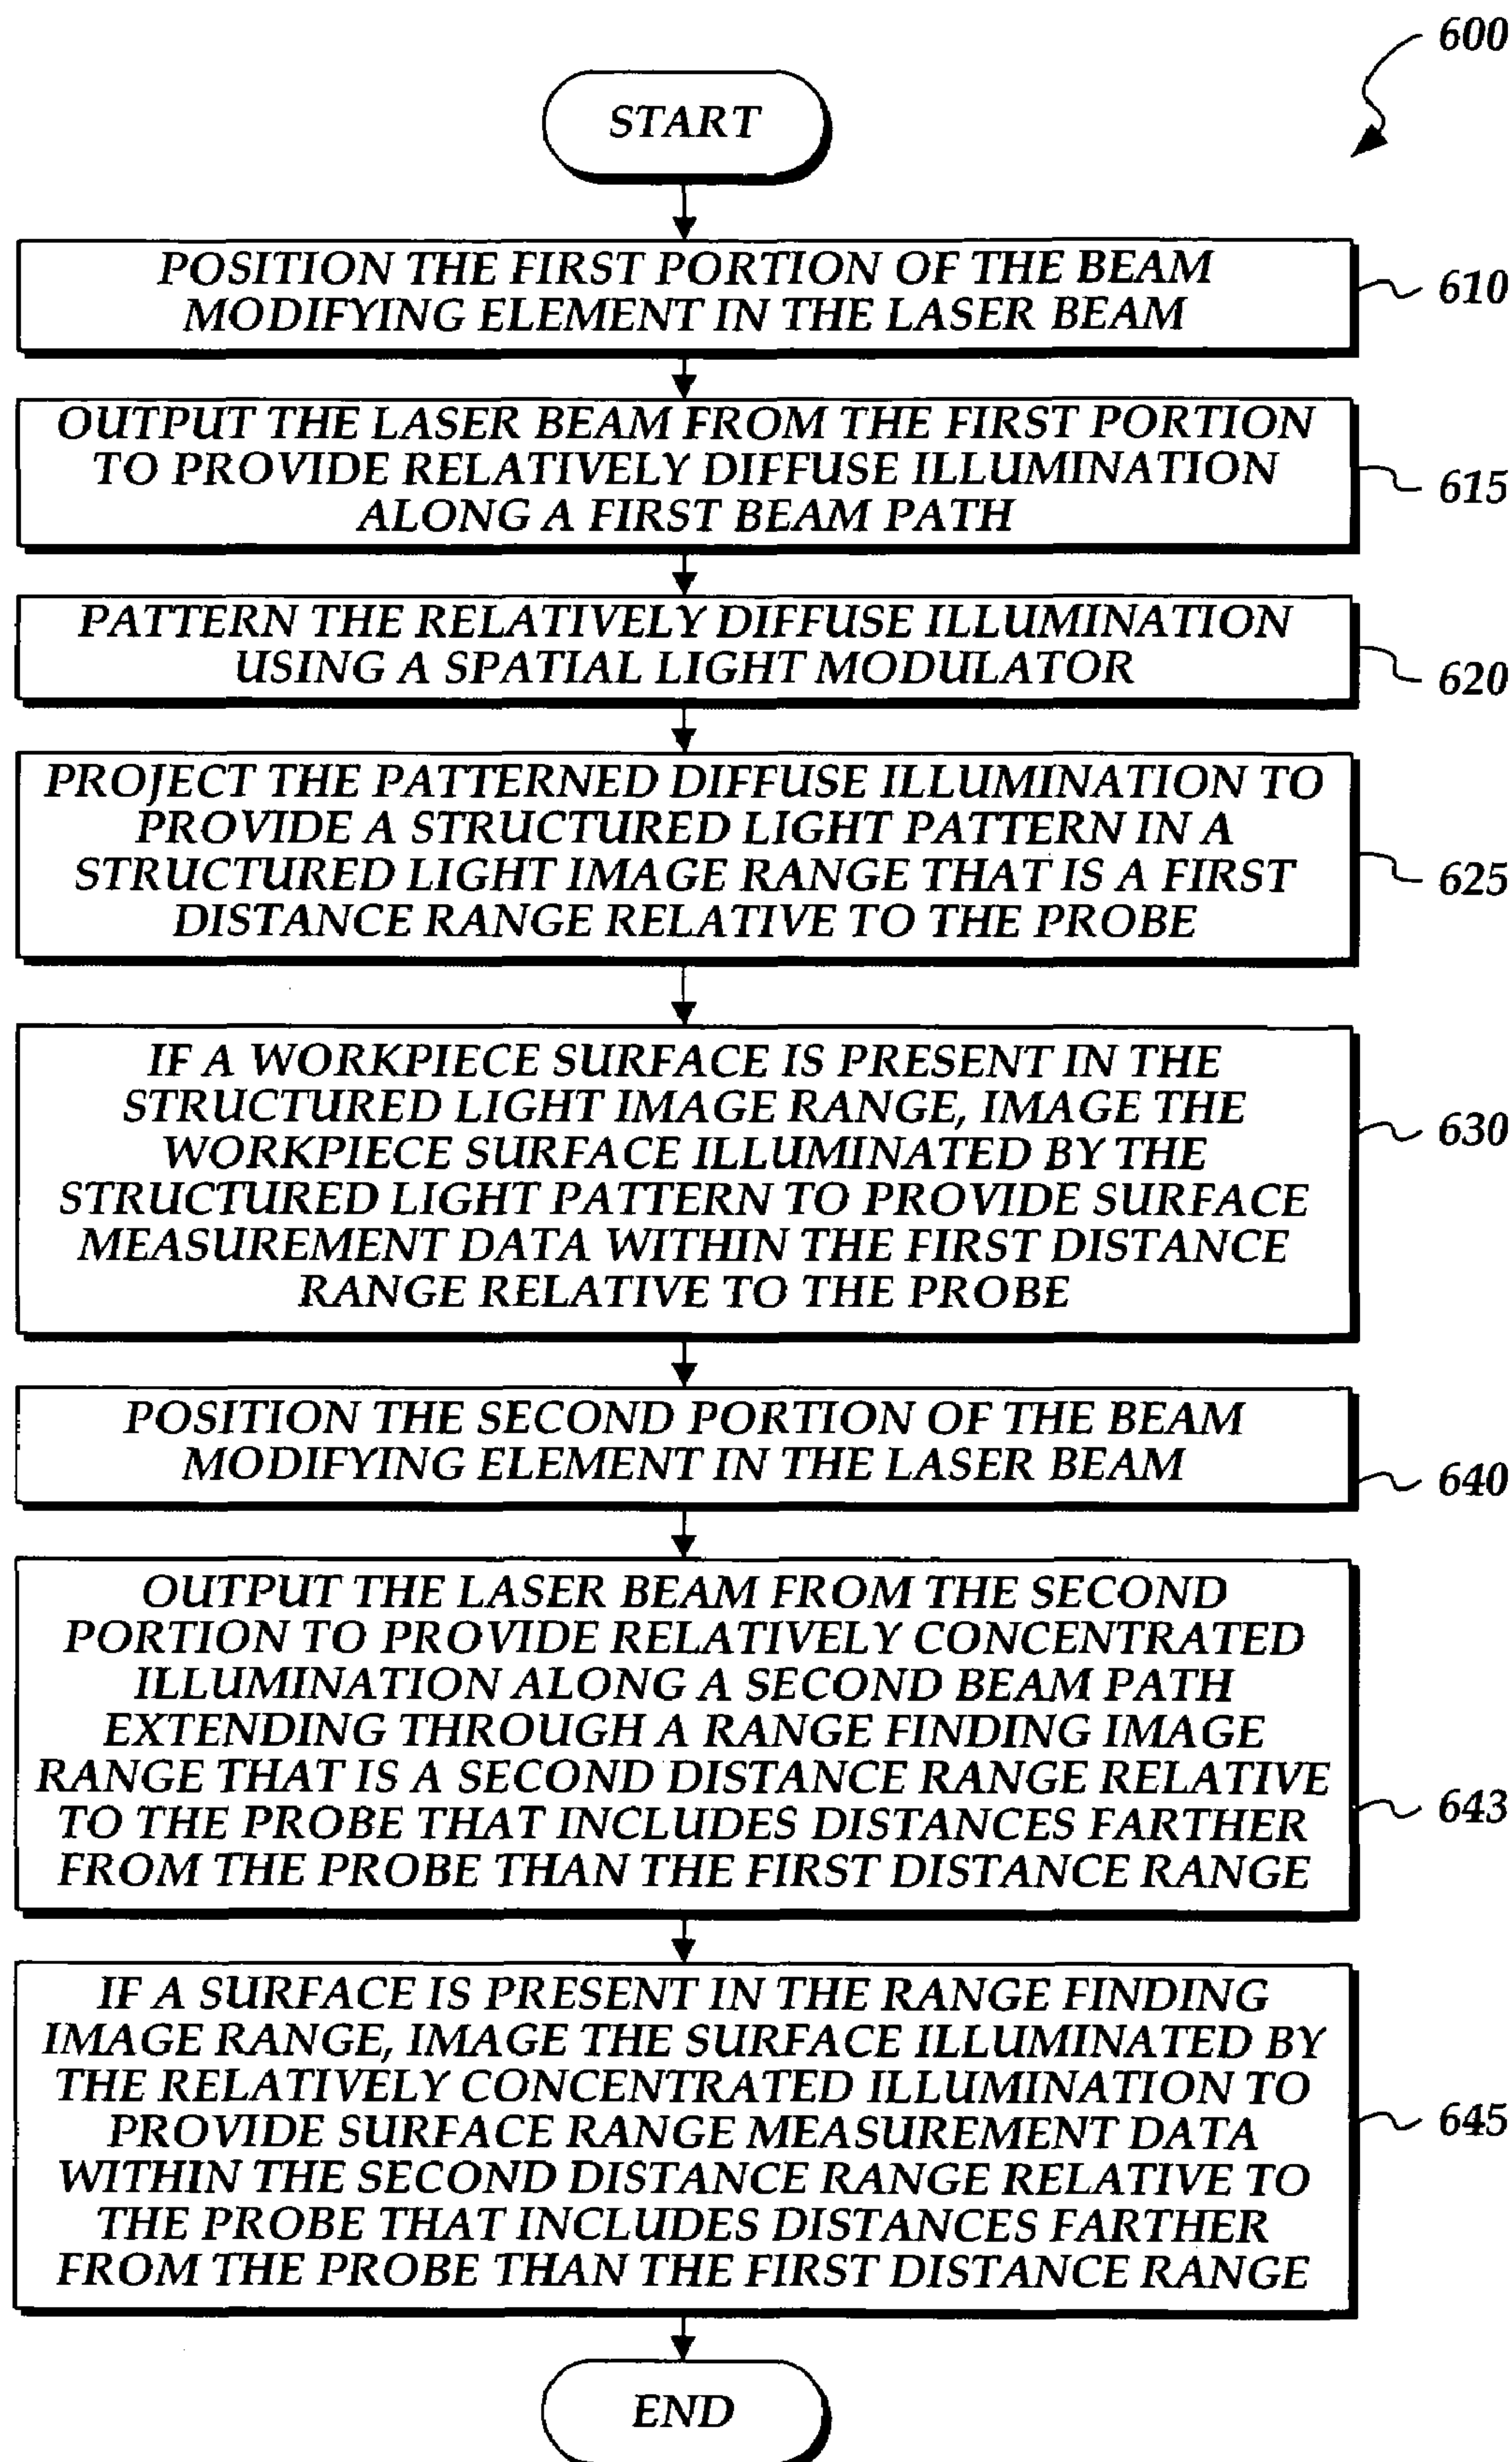 600
START
POSITION THE FIRST PORTION OF THE BEAM
MODIFYING ELEMENT IN THE LASER BEAM
610
OUTPUT THE LASER BEAM FROM THE FIRST PORTION
TO PROVIDE RELATIVELY DIFFUSE ILLUMINATION
ALONG A FIRST BEAM PATH
615
PATTERN THE RELATIVELY DIFFUSE ILLUMINATION
USING A SPATIAL LIGHT MODULATOR
620
PROJECT THE PATTERNED DIFFUSE ILLUMINATION TO
PROVIDE A STRUCTURED LIGHT PATTERN IN A
STRUCTURED LIGHT IMAGE RANGE THAT IS A FIRST
DISTANCE RANGE RELATIVE TO THE PROBE
625
IF A WORKPIECE SURFACE IS PRESENT IN THE
STRUCTURED LIGHT IMAGE RANGE, IMAGE THE
WORKPIECE SURFACE ILLUMINATED BY THE
STRUCTURED LIGHT PATTERN TO PROVIDE SURFACE
MEASUREMENT DATA WITHIN THE FIRST DISTANCE
RANGE RELATIVE TO THE PROBE
630
POSITION THE SECOND PORTION OF THE BEAM
MODIFYING ELEMENT IN THE LASER BEAM
640
OUTPUT THE LASER BEAM FROM THE SECOND
PORTION TO PROVIDE RELATIVELY CONCENTRATED
ILLUMINATION ALONG A SECOND BEAM PATH
EXTENDING THROUGH A RANGE FINDING IMAGE
RANGE THAT IS A SECOND DISTANCE RANGE RELATIVE
TO THE PROBE THAT INCLUDES DISTANCES FARTHER
FROM THE PROBE THAN THE FIRST DISTANCE RANGE
643
IF A SURFACE IS PRESENT IN THE RANGE FINDING
IMAGE RANGE, IMAGE THE SURFACE ILLUMINATED BY
THE RELATIVELY CONCENTRATED ILLUMINATION TO
PROVIDE SURFACE RANGE MEASUREMENT DATA
WITHIN THE SECOND DISTANCE RANGE RELATIVE TO
THE PROBE THAT INCLUDES DISTANCES FARTHER
FROM THE PROBE THAN THE FIRST DISTANCE RANGE
645
END